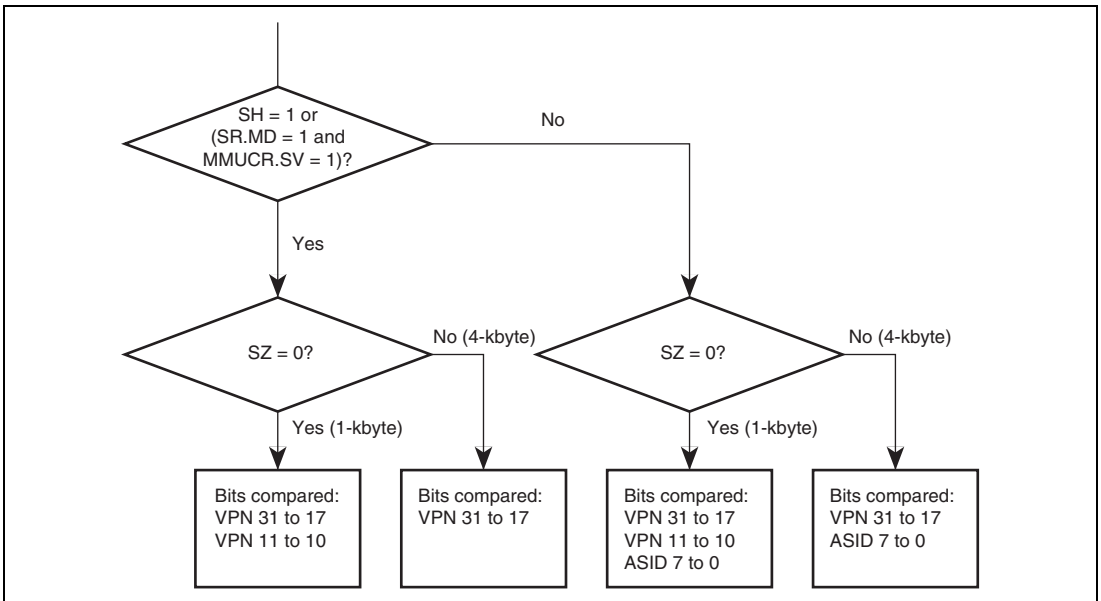 SH = 1 or
(SR.MD = 1 and
MMUCR.SV = 1)?
No
Yes
SZ = 0?
No (4-kbyte)
SZ = 0?
No (4-kbyte)
Yes (1-kbyte)
Yes (1-kbyte)
Bits compared:
VPN 31 to 17
VPN 11 to 10
Bits compared:
VPN 31 to 17
Bits compared:
VPN 31 to 17
VPN 11 to 10
ASID 7 to 0
Bits compared:
VPN 31 to 17
ASID 7 to 0